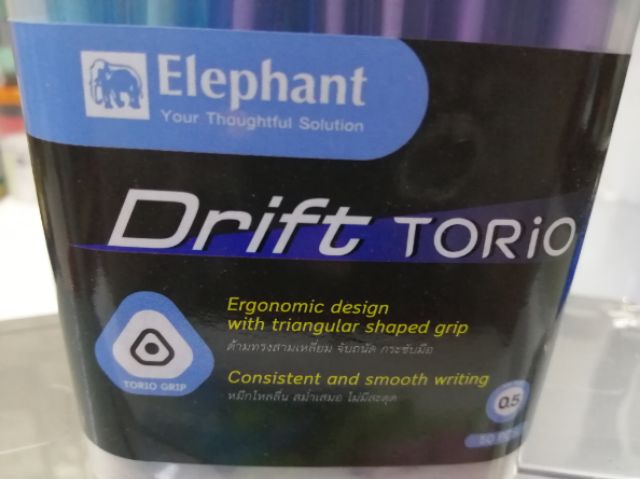 Elephant
Your Thoughtful Solution
Drift TORiO
Ergonomic design
with triangular shaped grip
ด้ามทรงสามเหลี่ยม จับถนัด กระชับมือ
Consistent and smooth writing
หมึกไหลลื่น สม่ำเสมอ ไม่มีสะดุด
TORIO GRIP
0.5
50